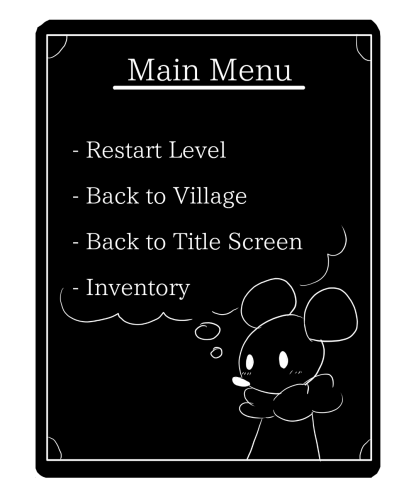 Main Menu
- Restart Level
- Back to Village
- Back to Title Screen
- Inventory